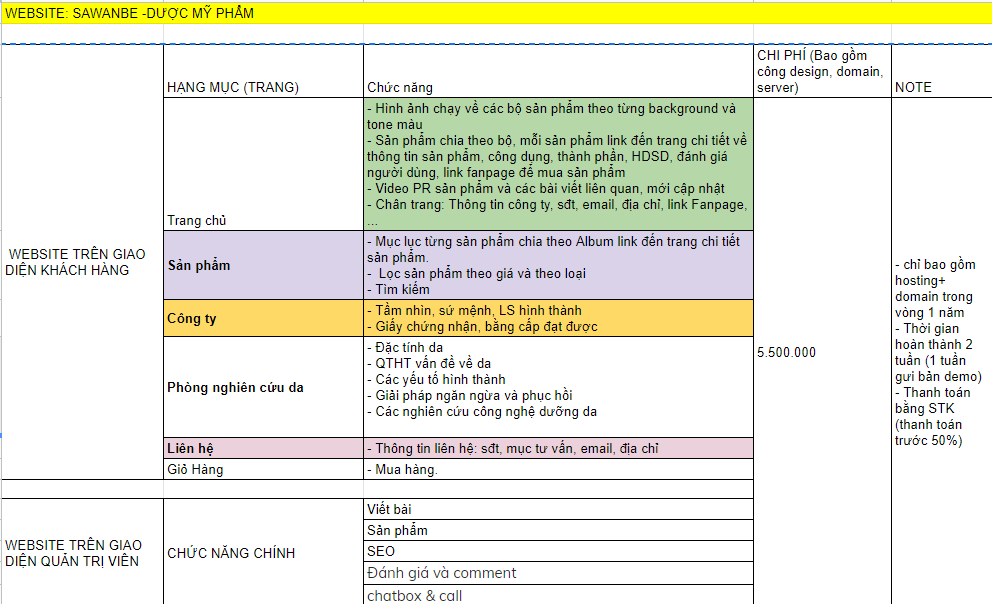 WEBSITE: SAWANBE -DƯỢC MỸ PHẨM
HẠNG MỤC (TRANG)
Chức năng
CHI PHÍ (Bao gồm
công design, domain,
server)
NOTE
WEBSITE TRÊN GIAO
DIỆN KHÁCH HÀNG
Trang chủ
- Hình ảnh chạy về các bộ sản phẩm theo từng background và
tone màu
- Sản phẩm chia theo bộ, mỗi sản phẩm link đến trang chi tiết về
thông tin sản phẩm, công dụng, thành phần, HDSD, đánh giá
người dùng, link fanpage để mua sản phẩm
- Video PR sản phẩm và các bài viết liên quan, mới cập nhật
- Chân trang: Thông tin công ty, sđt, email, địa chỉ, link Fanpage,
...
Sản phẩm
- Mục lục từng sản phẩm chia theo Album link đến trang chi tiết
sản phẩm.
- Lọc sản phẩm theo giá và theo loại
- Tìm kiếm
Công ty
- Tầm nhìn, sứ mệnh, LS hình thành
- Giấy chứng nhận, bằng cấp đạt được
Phòng nghiên cứu da
- Đặc tính da
- QTHT vấn đề về da
- Các yếu tố hình thành
- Giải pháp ngăn ngừa và phục hồi
- Các nghiên cứu công nghệ dưỡng da
Liên hệ
- Thông tin liên hệ: sđt, mục tư vấn, email, địa chỉ
Giỏ Hàng
- Mua hàng.
5.500.000
- chỉ bao gồm
hosting+
domain trong
vòng 1 năm
- Thời gian
hoàn thành 2
tuần (1 tuần
gưi bản demo)
- Thanh toán
bằng STK
(thanh toán
trước 50%)
WEBSITE TRÊN GIAO
DIỆN QUẢN TRỊ VIÊN
CHỨC NĂNG CHÍNH
Viết bài
Sản phẩm
SEO
Đánh giá và comment
chatbox & call